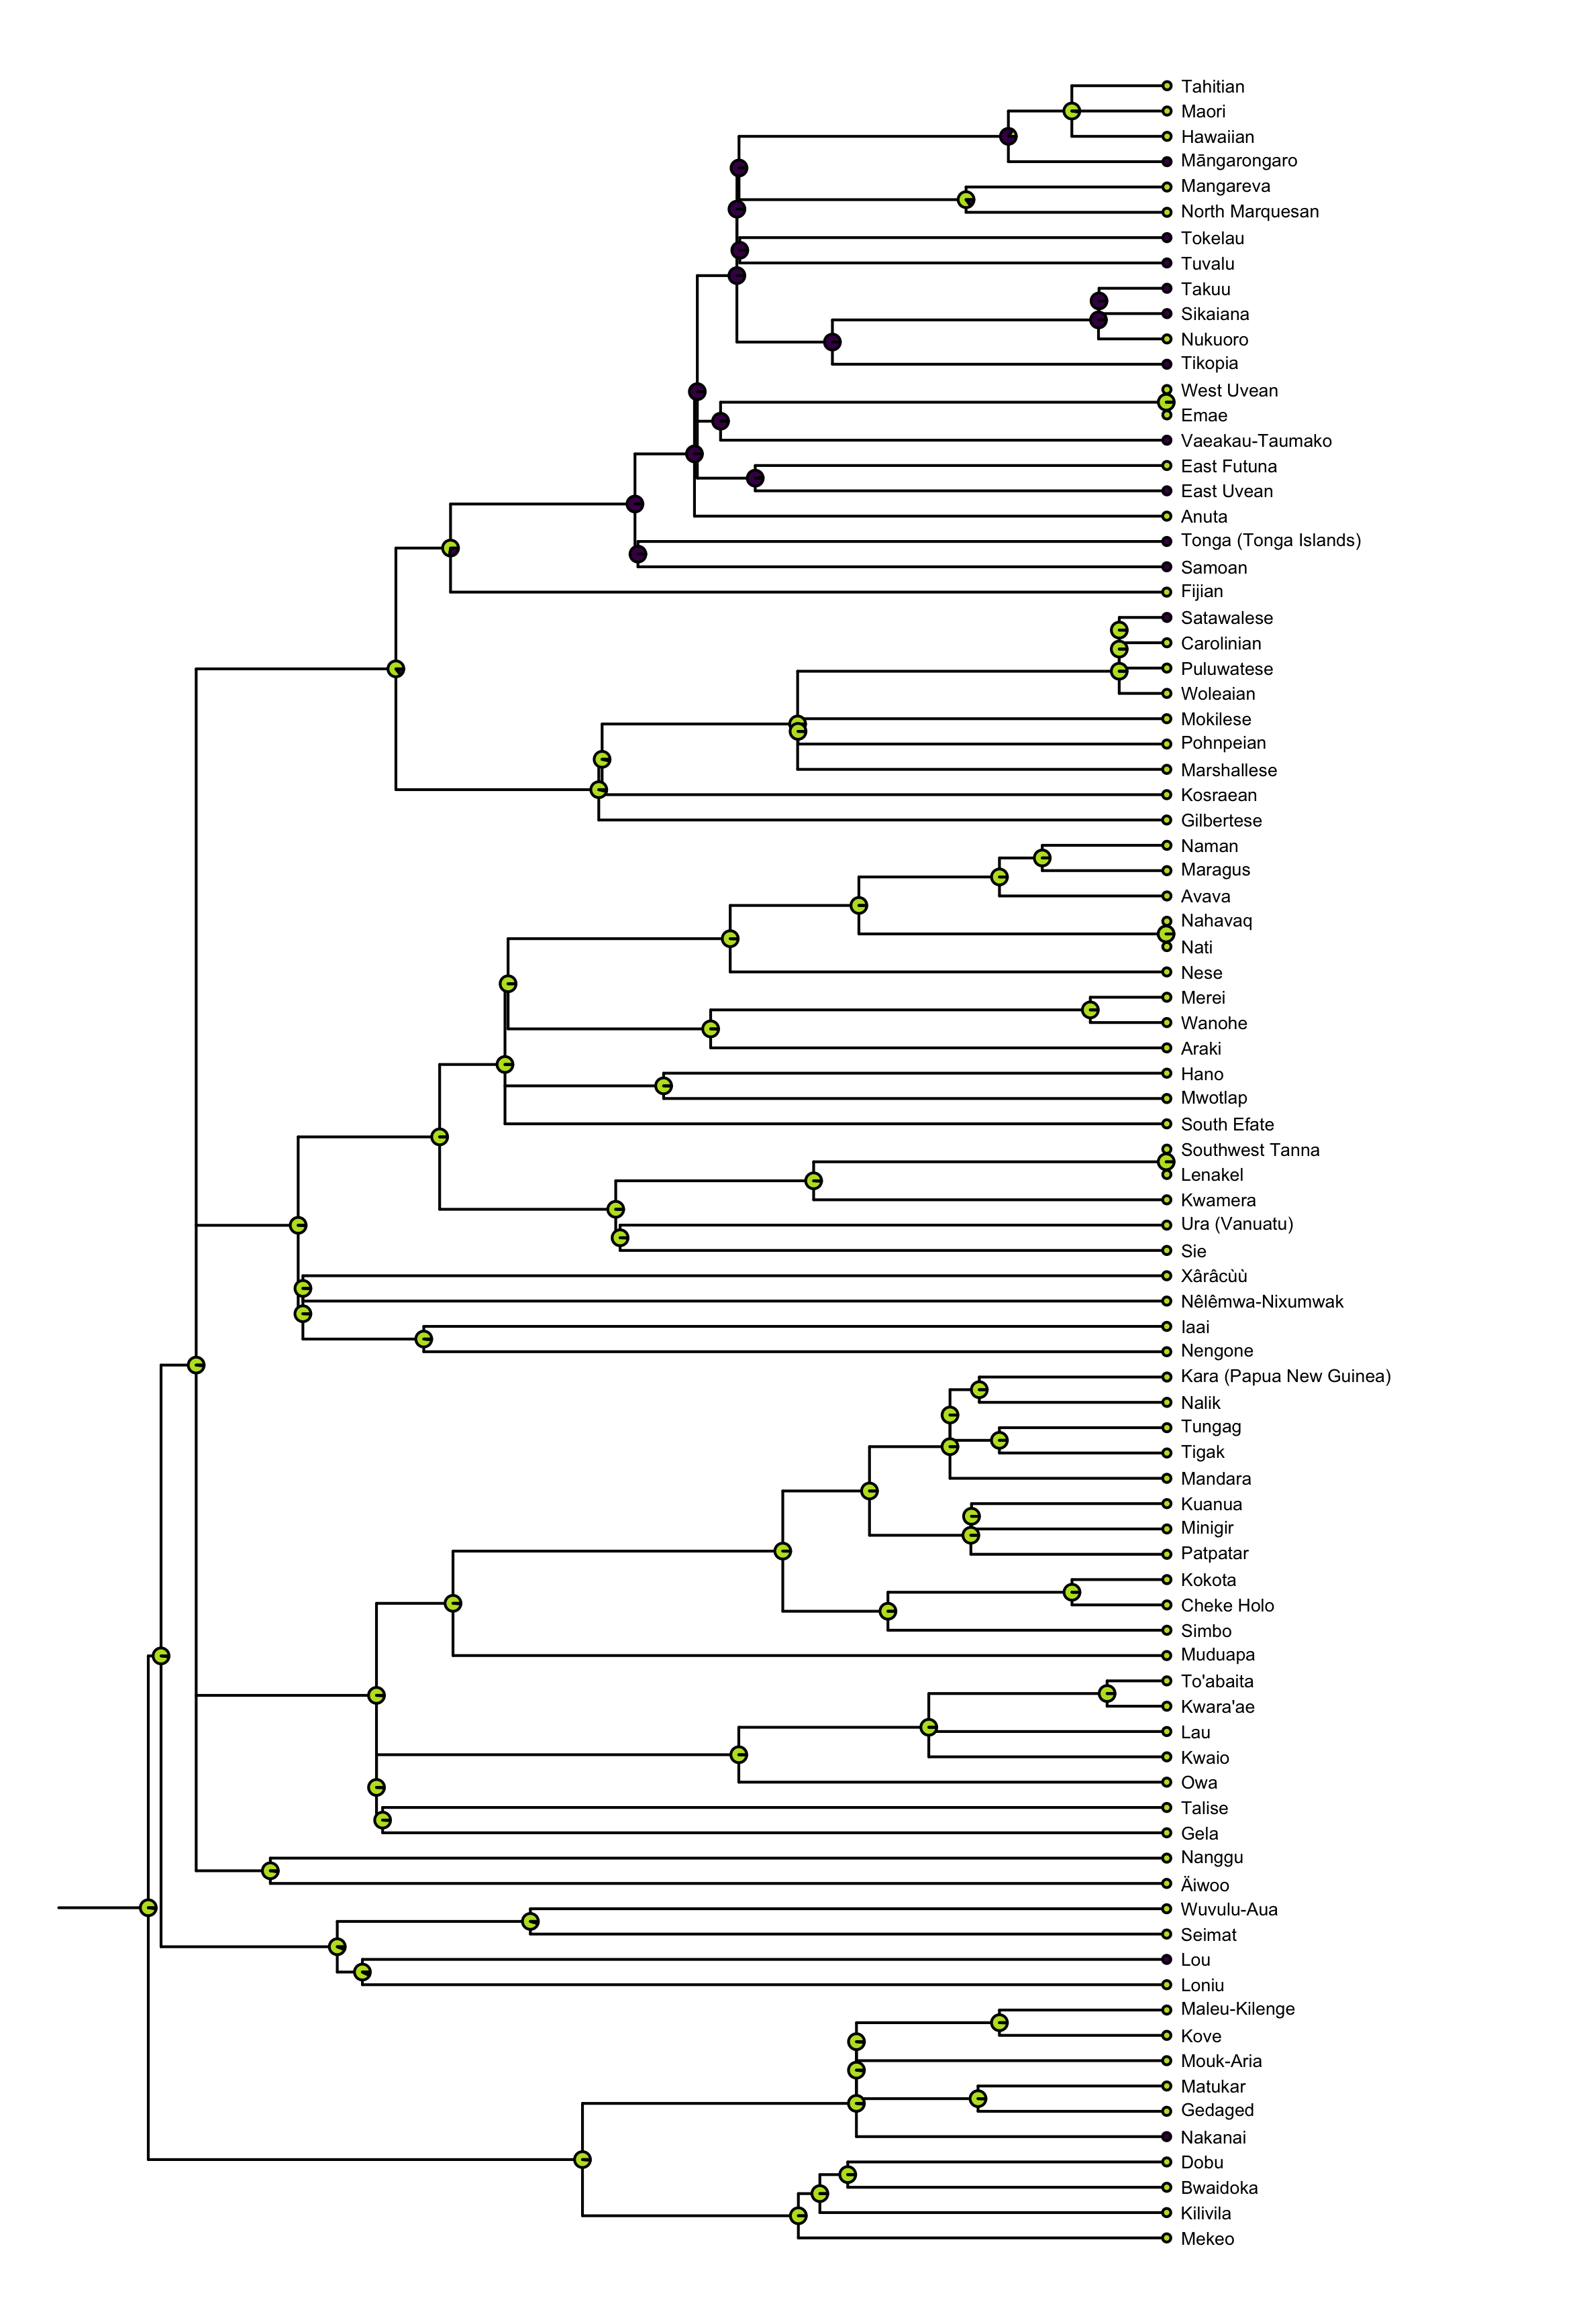 Tahitian
Maori
Hawaiian
Māngarongaro
Mangareva
North Marquesan
Tokelau
Tuvalu
Takuu
Sikaiana
Nukuoro
Tikopia
West Uvean
Emae
Vaeakau-Taumako
East Futuna
East Uvean
Anuta
Tonga (Tonga Islands)
Samoan
Fijian
Satawalese
Carolinian
Puluwatese
Woleaian
Mokilese
Pohnpeian
Marshallese
Kosraean
Gilbertese
Naman
Maragus
Avava
Nahavaq
Nati
Nese
Merei
Wanohe
Araki
Hano
Mwotlap
South Efate
Southwest Tanna
Lenakel
Kwamera
Ura (Vanuatu)
Sie
Xârâcùù
Nêlêmwa-Nixumwak
Iaai
Nengone
Kara (Papua New Guinea)
Nalik
Tungag
Tigak
Mandara
Kuanua
Minigir
Patpatar
Kokota
Cheke Holo
Simbo
Muduapa
To'abaita
Kwara'ae
Lau
Kwaio
Owa
Talise
Gela
Nanggu
Äiwoo
Wuvulu-Aua
Seimat
Lou
Loniu
Maleu-Kilenge
Kove
Mouk-Aria
Matukar
Gedaged
Nakanai
Dobu
Bwaidoka
Kilivila
Mekeo